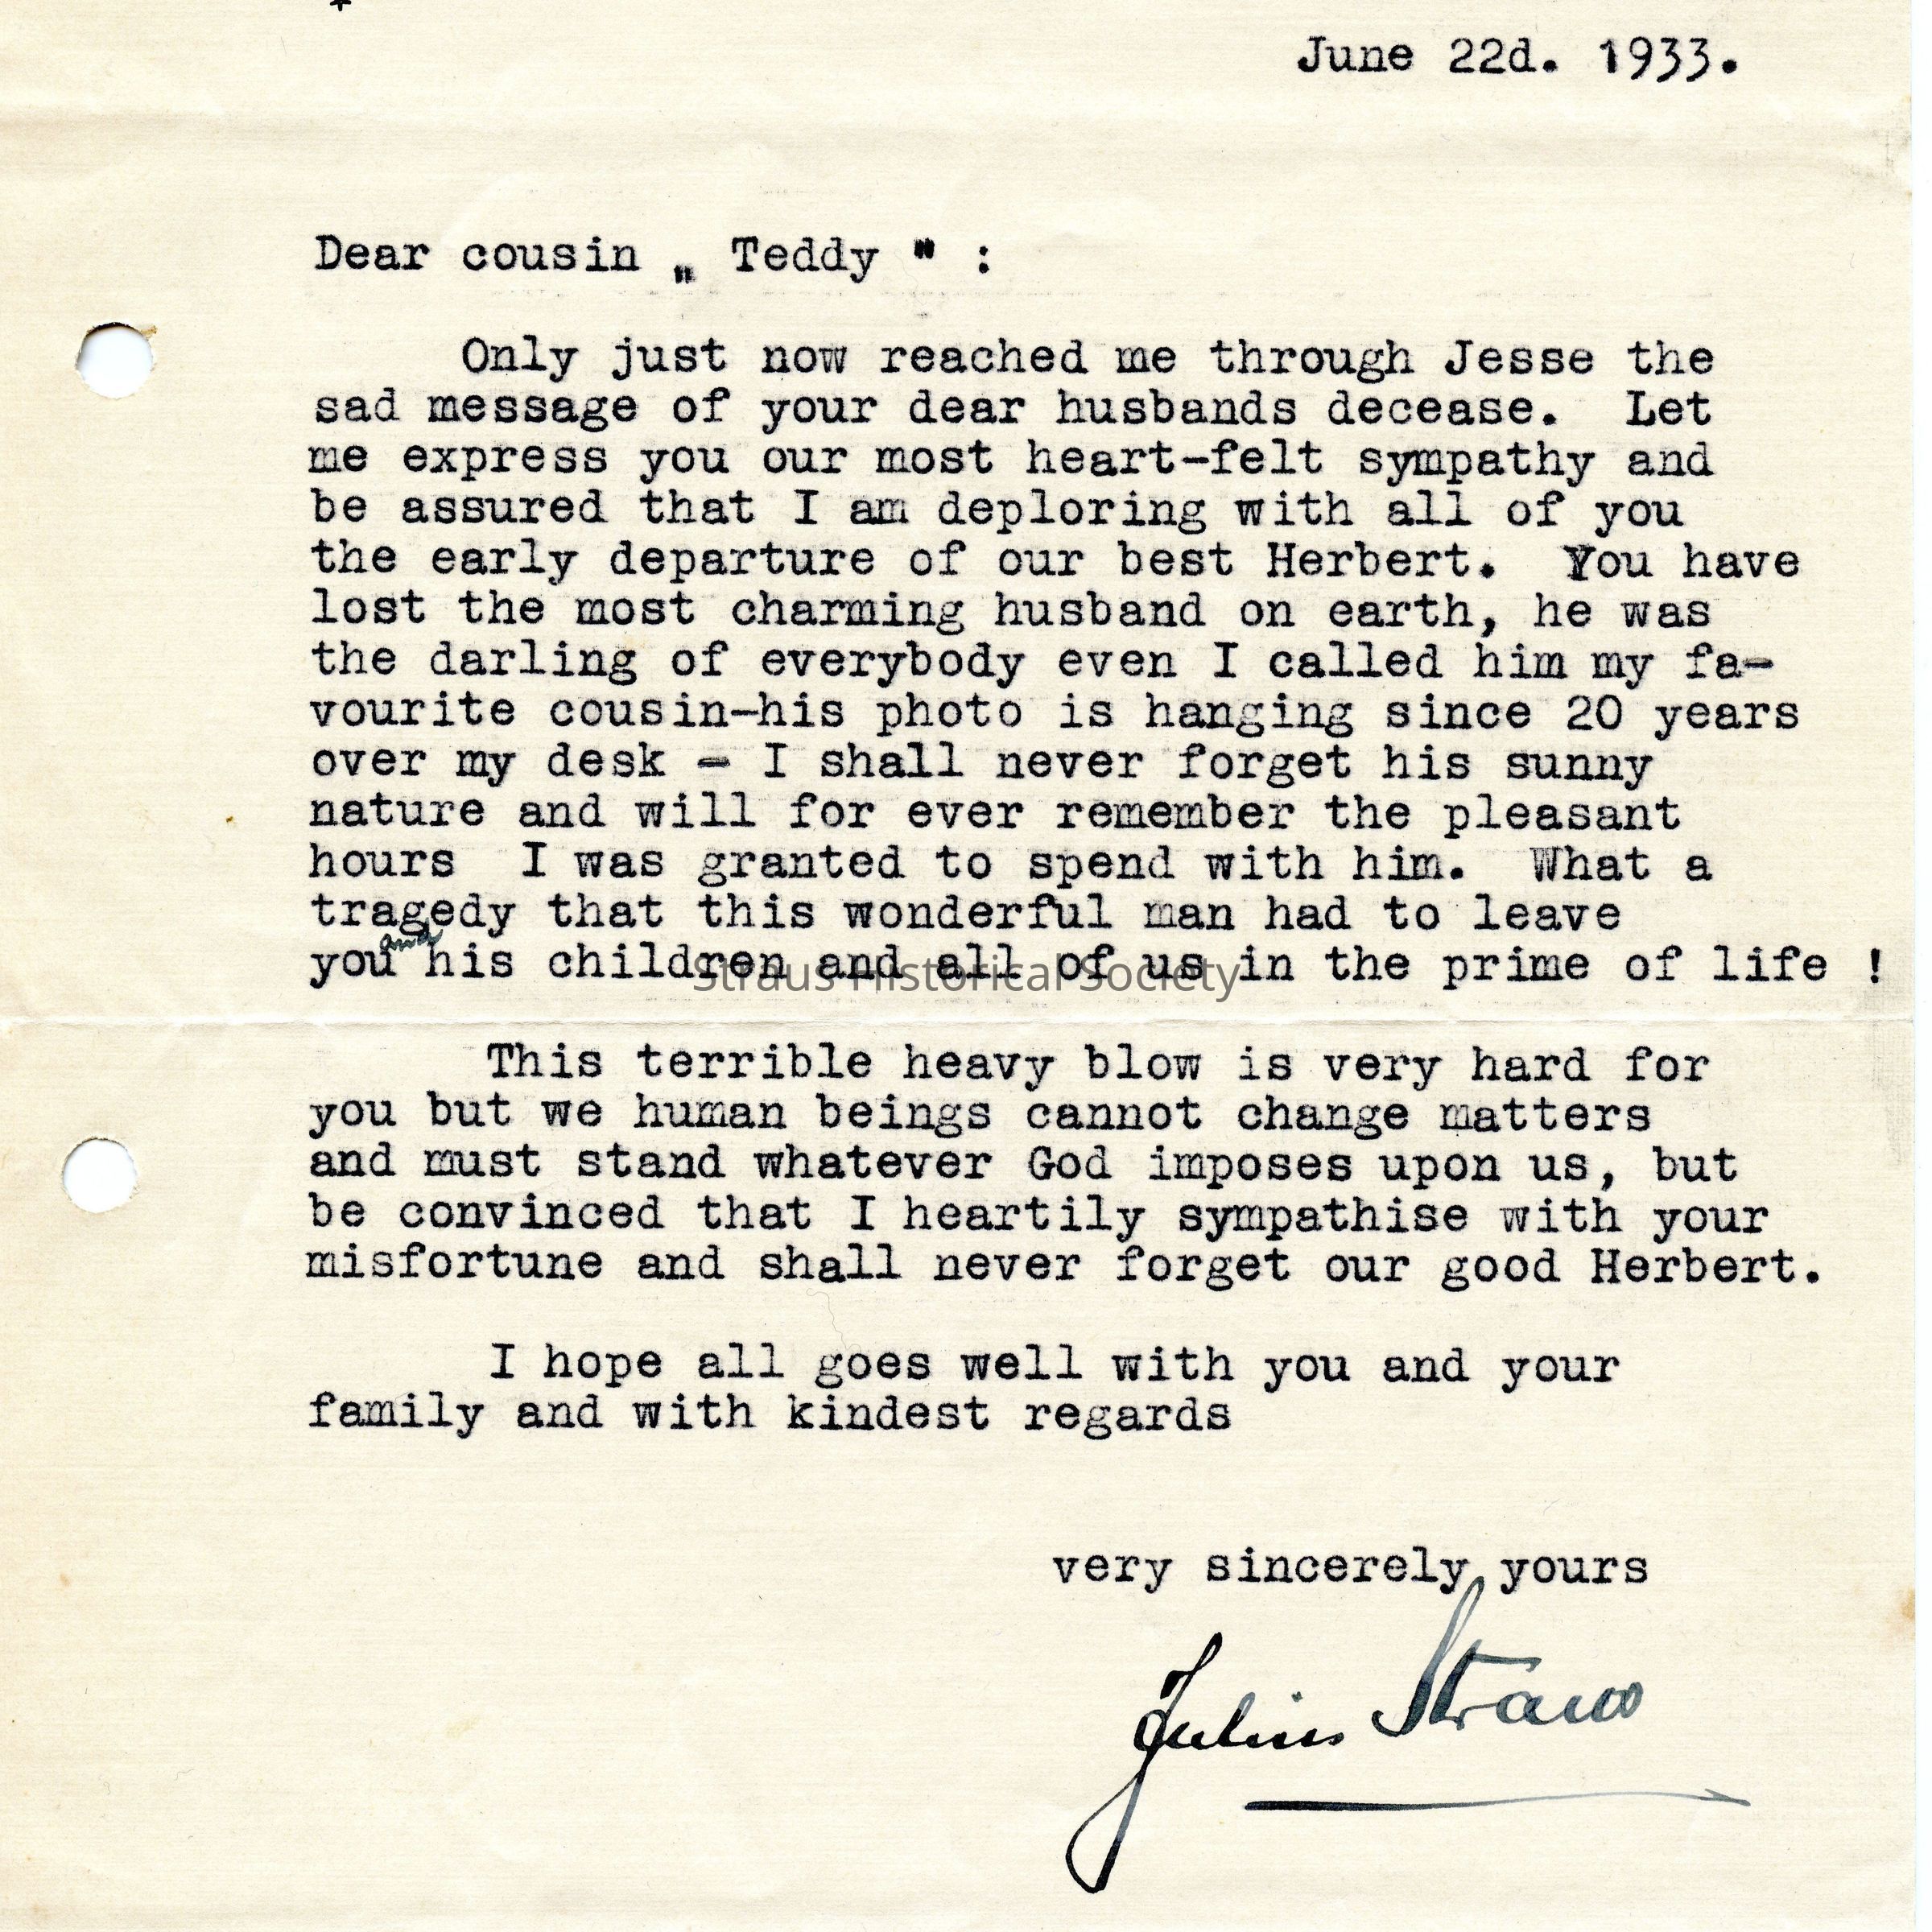 June 22d. 1933.
Dear cousin „ Teddy " :
Only just now reached me through Jesse the
sad message of your dear husbands decease. Let
me express you our most heart-felt sympathy and
be assured that I am deploring with all of you
the early departure of our best Herbert. You have
lost the most charming husband on earth, he was
the darling of everybody even I called him my fa-
vourite cousin-his photo is hanging since 20 years
over my desk - I shall never forget his sunny
nature and will for ever remember the pleasant
hours I was granted to spend with him. What a
tragedy that this wonderful man had to leave
you and his children and all of us in the prime of life !
Straus Historical Society
This terrible heavy blow is very hard for
you but we human beings cannot change matters
and must stand whatever God imposes upon us, but
be convinced that I heartily sympathise with your
misfortune and shall never forget our good Herbert.
I hope all goes well with you and your
family and with kindest regards
very sincerely yours
Julius Straus